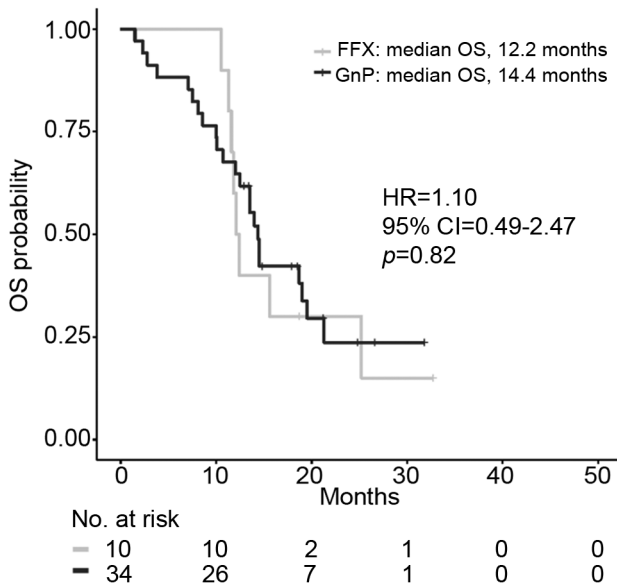 1.00
0.75
0.50
0.25
0.00
OS probability
FFX: median OS, 12.2 months
GnP: median OS, 14.4 months
HR=1.10
95% CI=0.49-2.47
p=0.82
0 10 20 30 40 50
Months
No. at risk
10 10 2 1 0 0
34 26 7 1 0 0